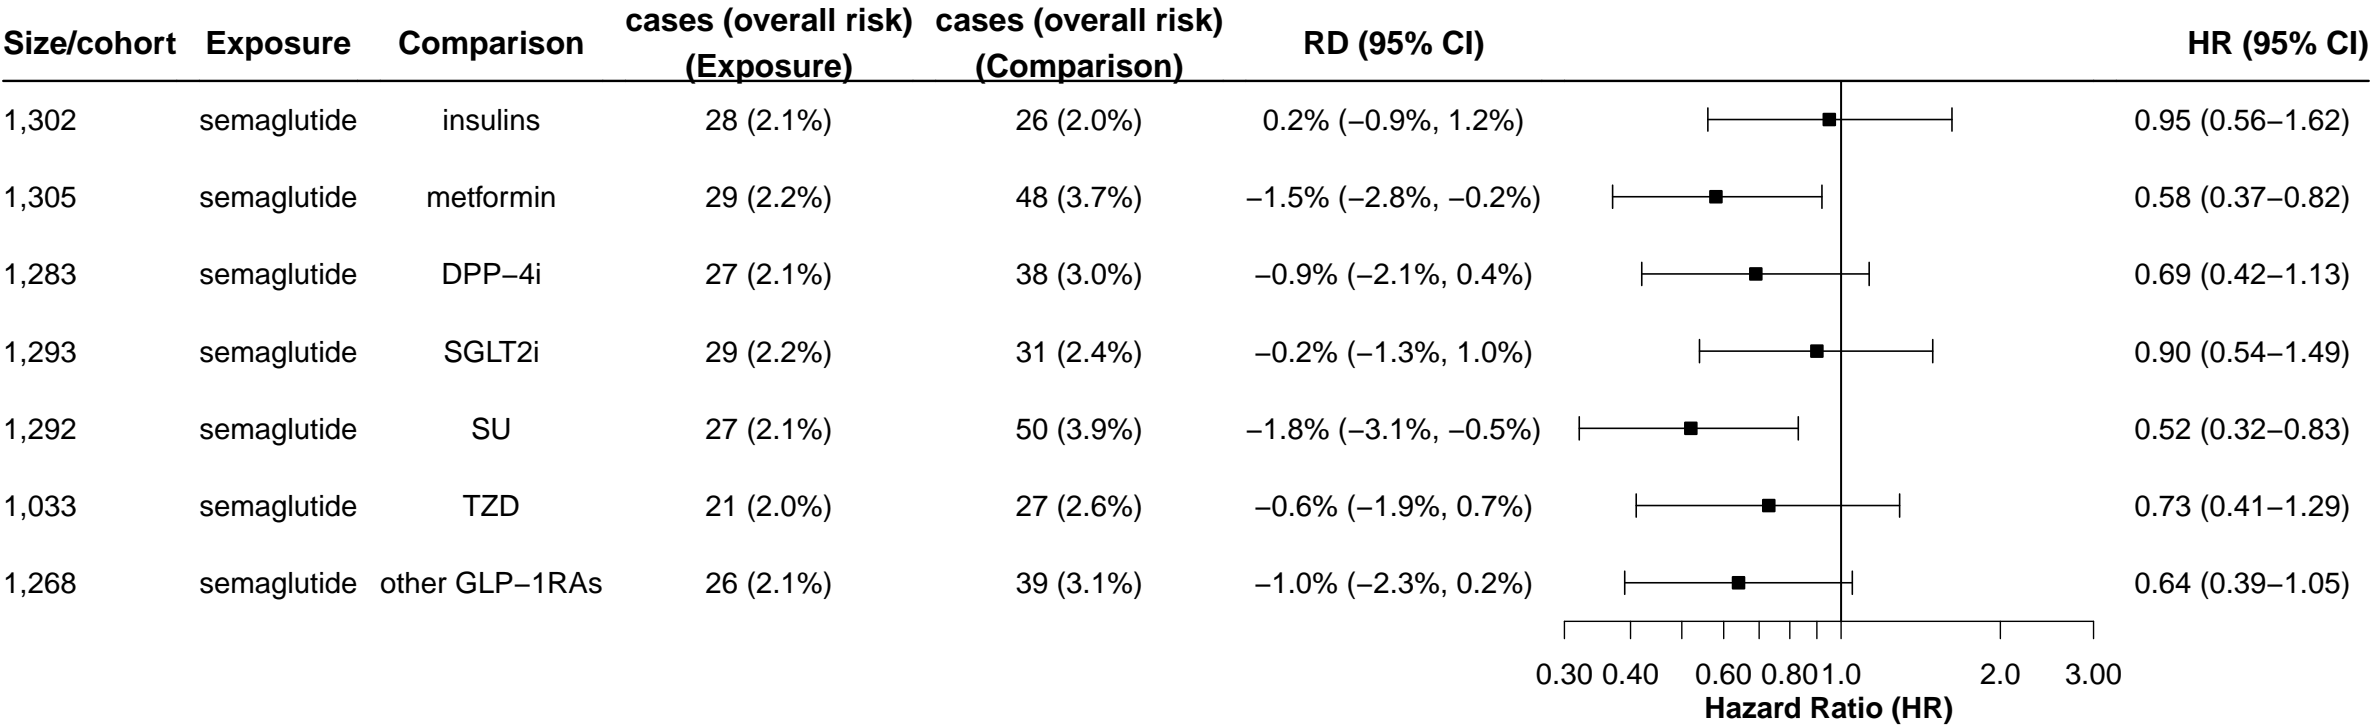 Size/cohort Exposure Comparison cases (overall risk) (Exposure) cases (overall risk) (Comparison) RD (95% CI) HR (95% CI)
1,302 semaglutide insulins 28 (2.1%) 26 (2.0%) 0.2% (−0.9%, 1.2%) 0.95 (0.56−1.62)
1,305 semaglutide metformin 29 (2.2%) 48 (3.7%) −1.5% (−2.8%, −0.2%) 0.58 (0.37−0.82)
1,283 semaglutide DPP−4i 27 (2.1%) 38 (3.0%) −0.9% (−2.1%, 0.4%) 0.69 (0.42−1.13)
1,293 semaglutide SGLT2i 29 (2.2%) 31 (2.4%) −0.2% (−1.3%, 1.0%) 0.90 (0.54−1.49)
1,292 semaglutide SU 27 (2.1%) 50 (3.9%) −1.8% (−3.1%, −0.5%) 0.52 (0.32−0.83)
1,033 semaglutide TZD 21 (2.0%) 27 (2.6%) −0.6% (−1.9%, 0.7%) 0.73 (0.41−1.29)
1,268 semaglutide other GLP−1RAs 26 (2.1%) 39 (3.1%) −1.0% (−2.3%, 0.2%) 0.64 (0.39−1.05)
0.30 0.40 0.60 0.80 1.0 2.0 3.00
Hazard Ratio (HR)